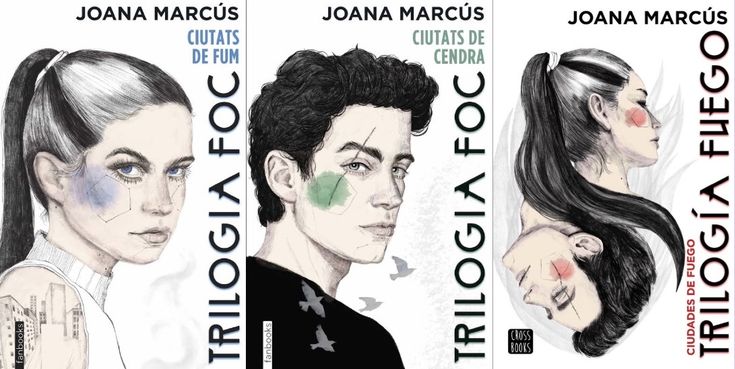 JOANA MARCÚS
CIUTATS
DE FUM
TRILOGIA FOC
fanbooks
JOANA MARCÚS
CIUTATS DE
CENDRA
TRILOGIA FOC
fanbooks
JOANA MARCÚS
CIUDADES DE FUEGO
TRILOGÍA FUEGO
CROSS
BOOKS